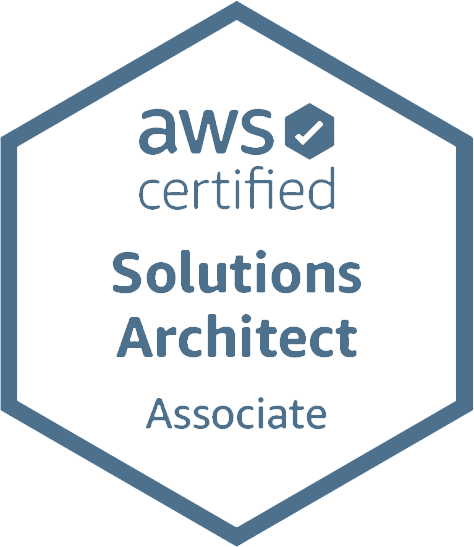 aws
certified
Solutions
Architect
Associate